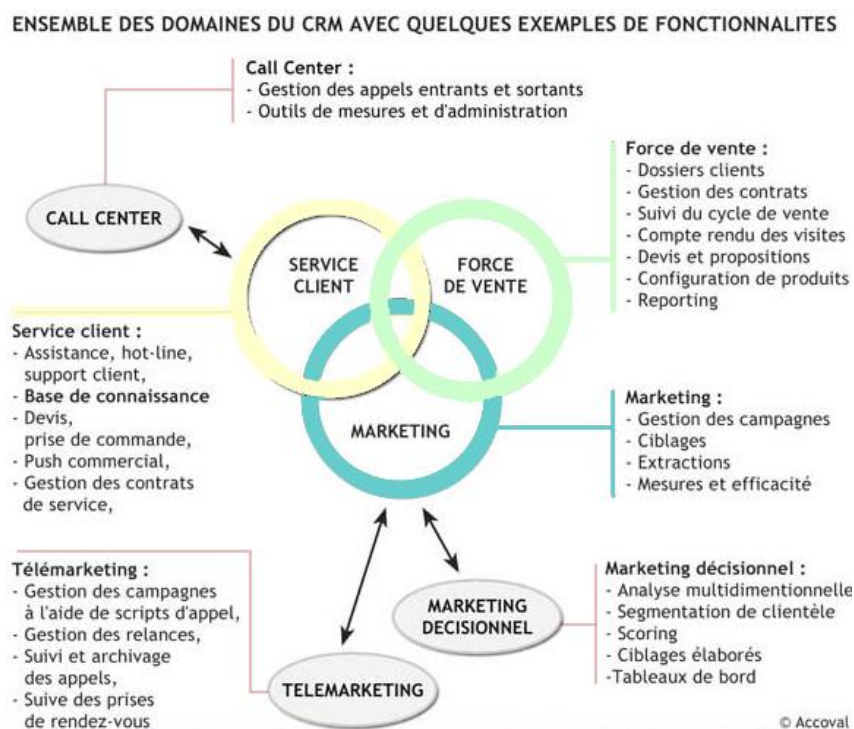 ENSEMBLE DES DOMAINES DU CRM AVEC QUELQUES EXEMPLES DE FONCTIONNALITES
Call Center :
- Gestion des appels entrants et sortants
- Outils de mesures et d'administration
Force de vente :
- Dossiers clients
- Gestion des contrats
- Suivi du cycle de vente
- Compte rendu des visites
- Devis et propositions
- Configuration de produits
- Reporting
CALL CENTER
SERVICE
CLIENT
FORCE
DE VENTE
MARKETING
Service client :
- Assistance, hot-line,
support client,
- Base de connaissance
- Devis,
prise de commande,
- Push commercial,
- Gestion des contrats
de service,
Marketing :
- Gestion des campagnes
- Ciblages
- Extractions
- Mesures et efficacité
Télémarketing :
- Gestion des campagnes
à l'aide de scripts d'appel,
- Gestion des relances,
- Suivi et archivage
des appels,
- Suive des prises
de rendez-vous
TELEMARKETING
MARKETING
DECISIONNEL
Marketing décisionnel :
- Analyse multidimentionnelle
- Segmentation de clientèle
- Scoring
- Ciblages élaborés
-Tableaux de bord
© Accoval